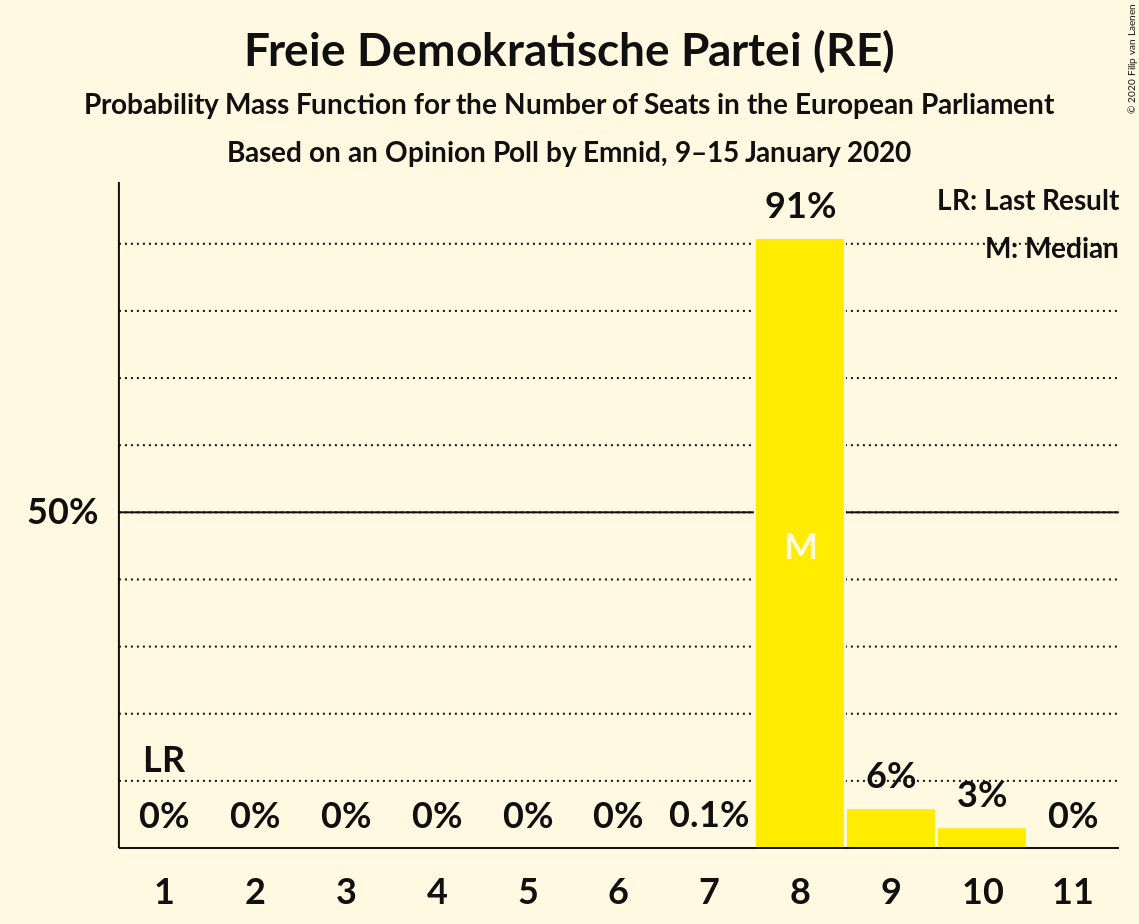 Freie Demokratische Partei (RE)
Probability Mass Function for the Number of Seats in the European Parliament
Based on an Opinion Poll by Emnid, 9–15 January 2020
© 2020 Filip van Laenen
LR: Last Result
M: Median
91%
50%
M
LR
0%
0%
0%
0%
0%
0%
0.1%
6%
3%
0%
1
2
3
4
5
6
7
8
9
10
11